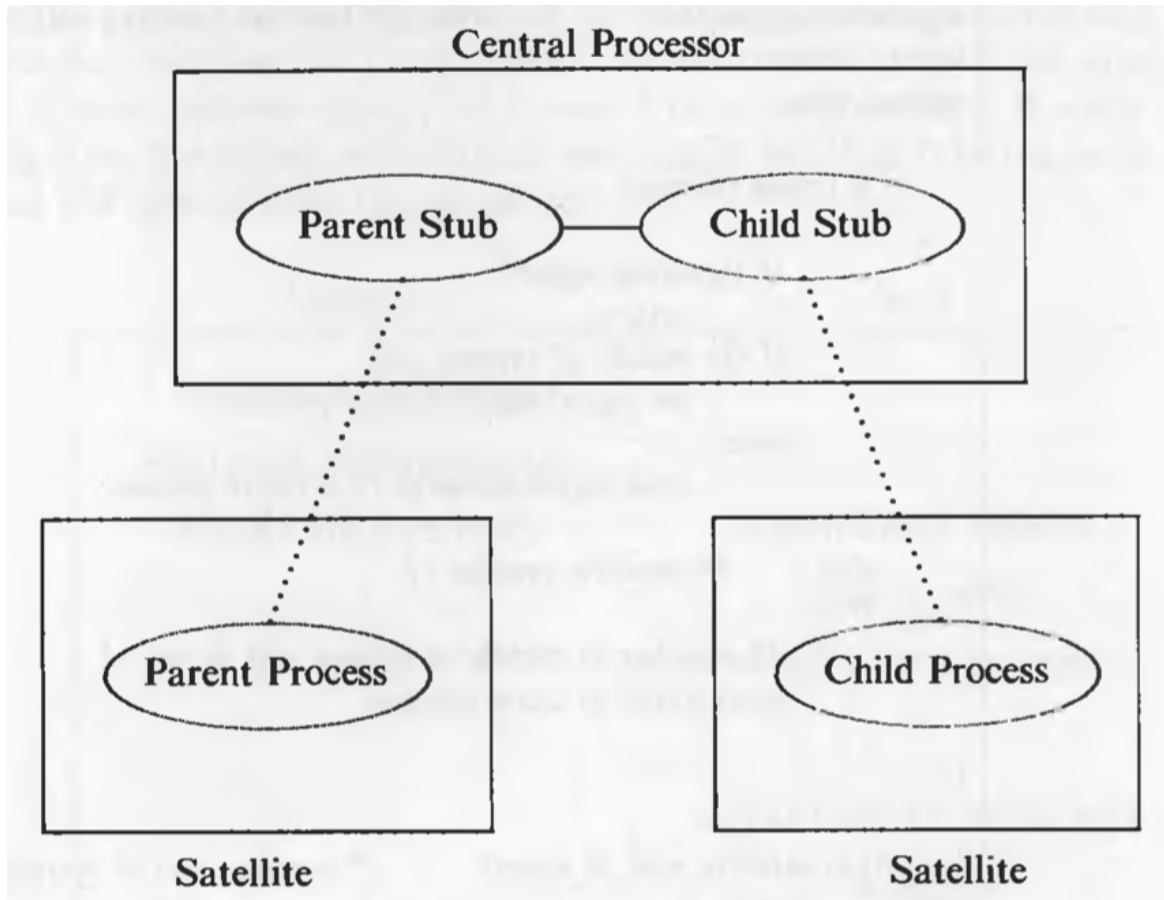 Central Processor
Parent Stub
Child Stub
Parent Process
Child Process
Satellite
Satellite